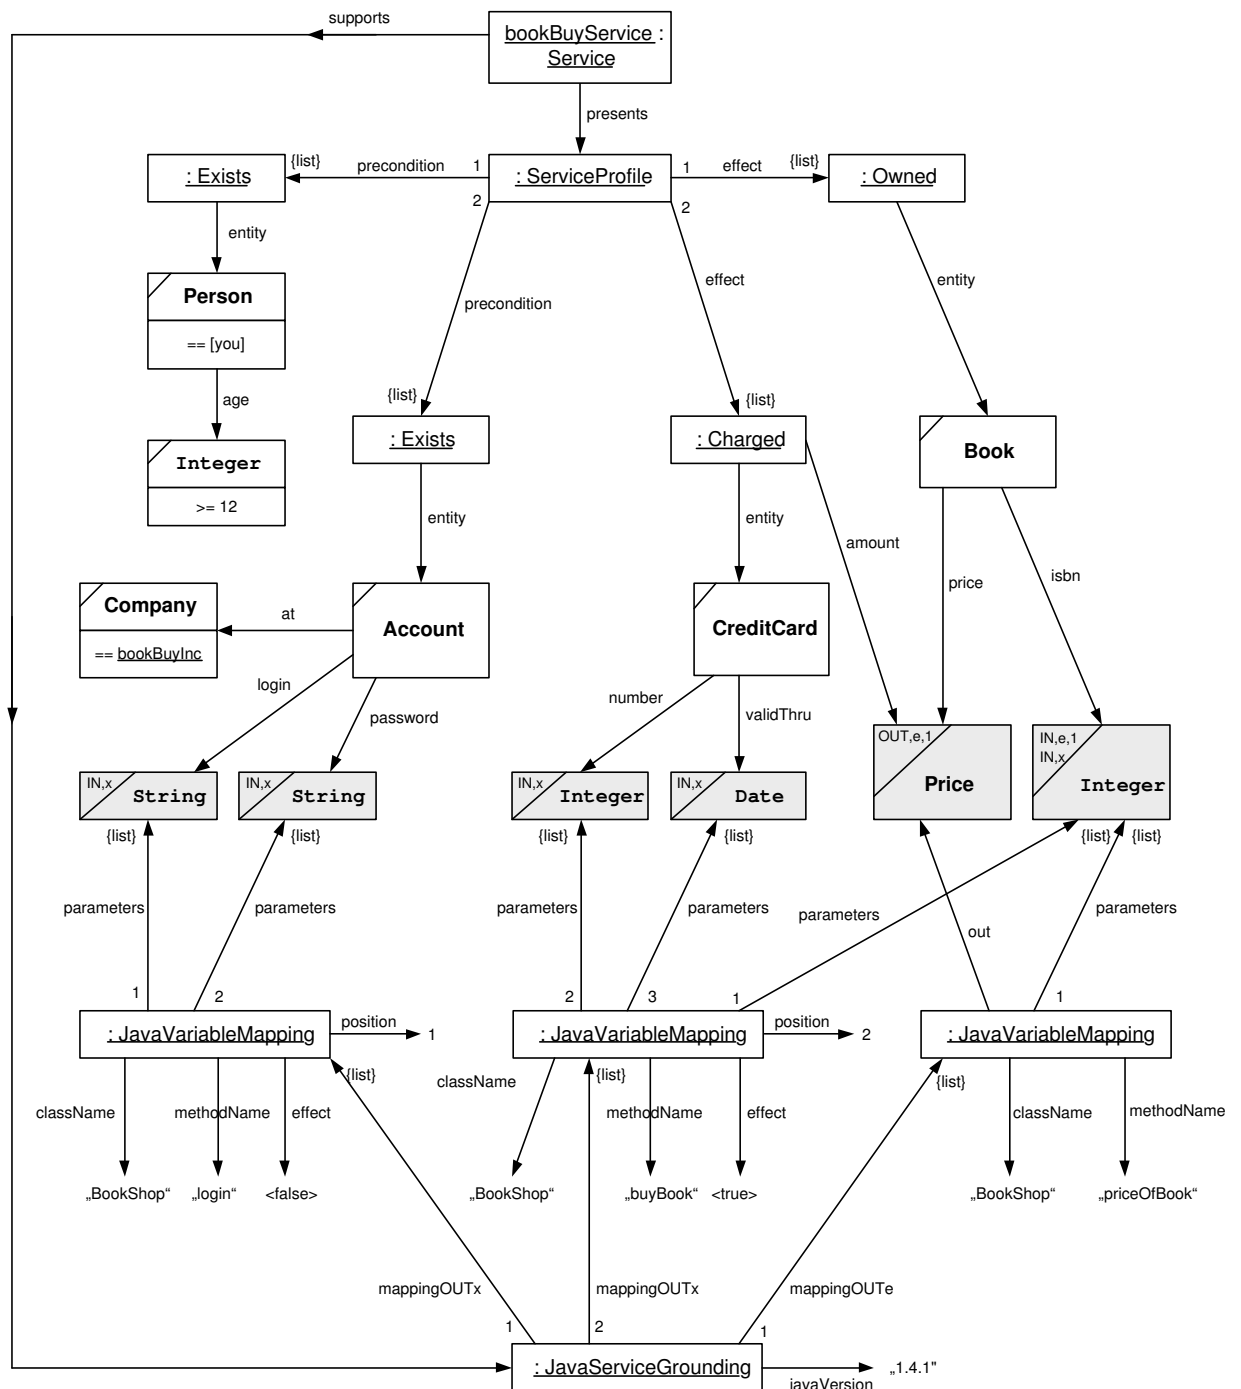 supports
bookBuyService :
Service
presents
{list}
precondition
1
1
effect
{list}
: Exists
: ServiceProfile
: Owned
2
2
entity
effect
entity
Person
precondition
== [you]
age
{list}
{list}
: Exists
: Charged
Book
Integer
>= 12
entity
entity
amount
price
isbn
Company
at
Account
CreditCard
== bookBuyInc
login
password
number
validThru
OUT,e,1
IN,e,1
IN,x
Price
Integer
IN,x
String
IN,x
String
IN,x
Integer
IN,x
Date
{list}
{list}
{list}
{list}
{list}
{list}
parameters
parameters
parameters
parameters
parameters
parameters
out
1
2
2
3
1
1
: JavaVariableMapping
position
1
: JavaVariableMapping
position
2
: JavaVariableMapping
{list}
{list}
{list}
className
methodName
effect
className
methodName
effect
className
methodName
„BookShop“
„login“
<false>
„BookShop“
„buyBook“
<true>
„BookShop“
„priceOfBook“
mappingOUTx
mappingOUTx
mappingOUTe
1
2
1
: JavaServiceGrounding
„1.4.1"
javaVersion